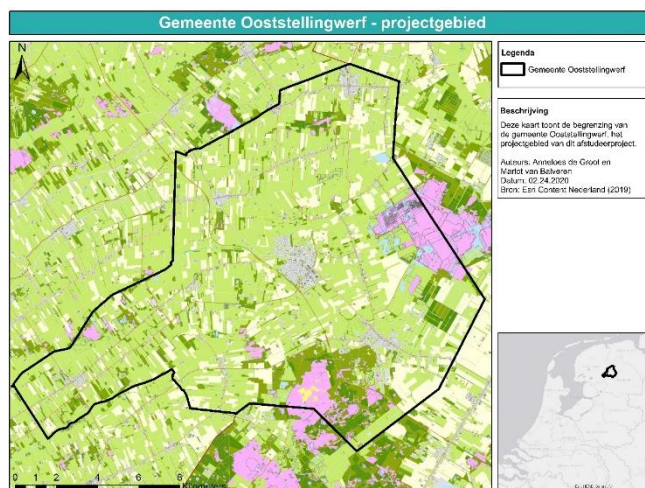 Gemeente Ooststellingwerf - projectgebied
N
Legenda
Gemeente Ooststellingwerf
Beschrijving
Deze kaart toont de begrenzing van
de gemeente Ooststellingwerf, het
projectgebied van dit afstudeerproject.
Auteurs: Anneloes de Groot en
Marlot van Balveren
Datum: 02.24.2020
Bron: Esri Content Nederland (2019)
0 2 4 6 8
Kilometers